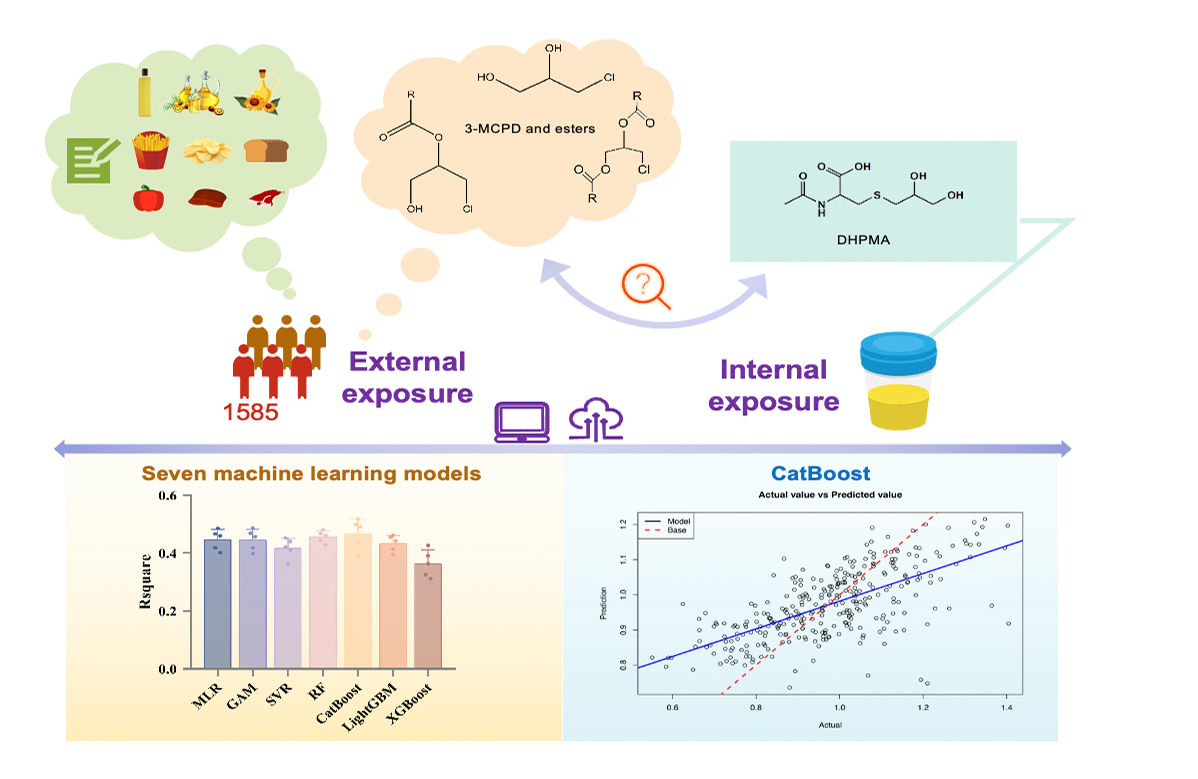 OH
HO
Cl
3-MCPD and esters
R
O
O
OH
Cl
R
O
O
Cl
O
O
R
O
OH
O
N
H
S
OH
OH
DHPMA
?
External
exposure
1585
Internal
exposure
Seven machine learning models
0.6
0.4
0.2
0.0
Rsquare
MLR
GAM
SVR
RF
CatBoost
LightGBM
XGBoost
CatBoost
Actual value vs Predicted value
Model
Base
1.2
1.1
1.0
0.9
0.8
Prediction
0.6
0.8
1.0
1.2
1.4
Actual